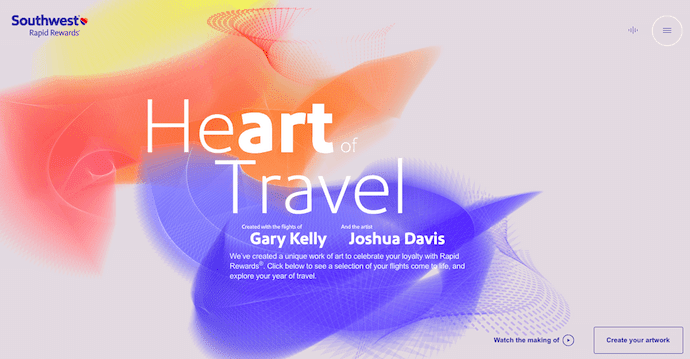 Southwest®
Rapid Rewards®
Heart of
Travel
Created with the flights of
Gary Kelly
And the artist
Joshua Davis
We've created a unique work of art to celebrate your loyalty with Rapid
Rewards®. Click below to see a selection of your flights come to life, and
explore your year of travel.
Watch the making of
Create your artwork